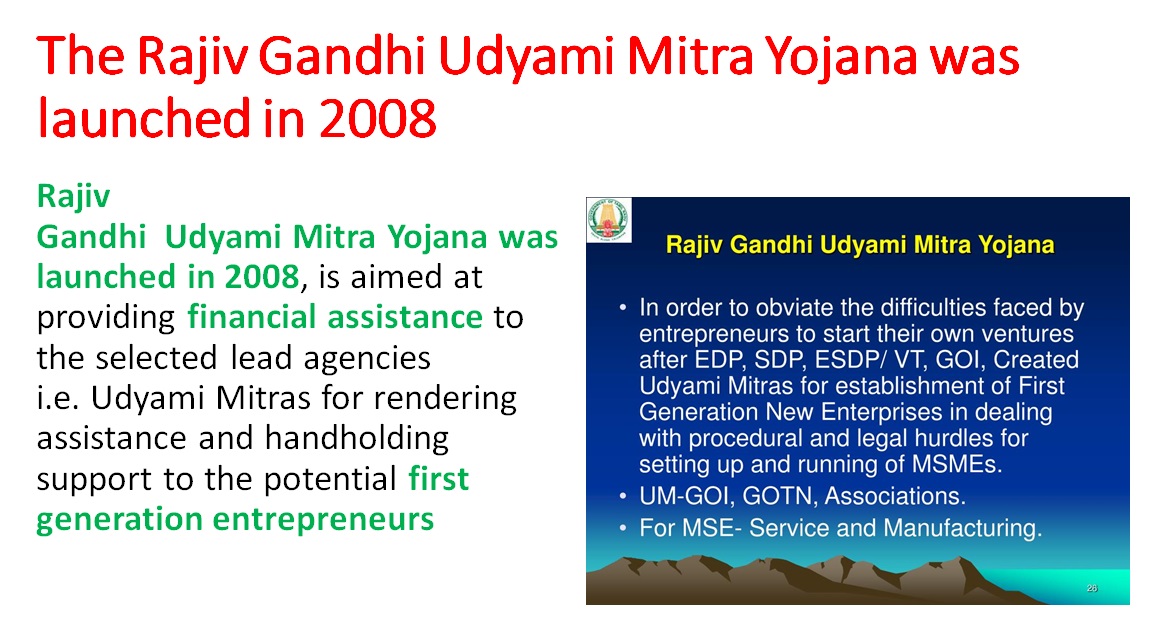 The Rajiv Gandhi Udyami Mitra Yojana was
launched in 2008
Rajiv
Gandhi Udyami Mitra Yojana was
launched in 2008, is aimed at
providing financial assistance to
the selected lead agencies
i.e. Udyami Mitras for rendering
assistance and handholding
support to the potential first
generation entrepreneurs
Rajiv Gandhi Udyami Mitra Yojana
• In order to obviate the difficulties faced by
entrepreneurs to start their own ventures
after EDP, SDP, ESDP/ VT, GOI, Created
Udyami Mitras for establishment of First
Generation New Enterprises in dealing
with procedural and legal hurdles for
setting up and running of MSMEs.
• UM-GOI, GOTN, Associations.
• For MSE- Service and Manufacturing.
26